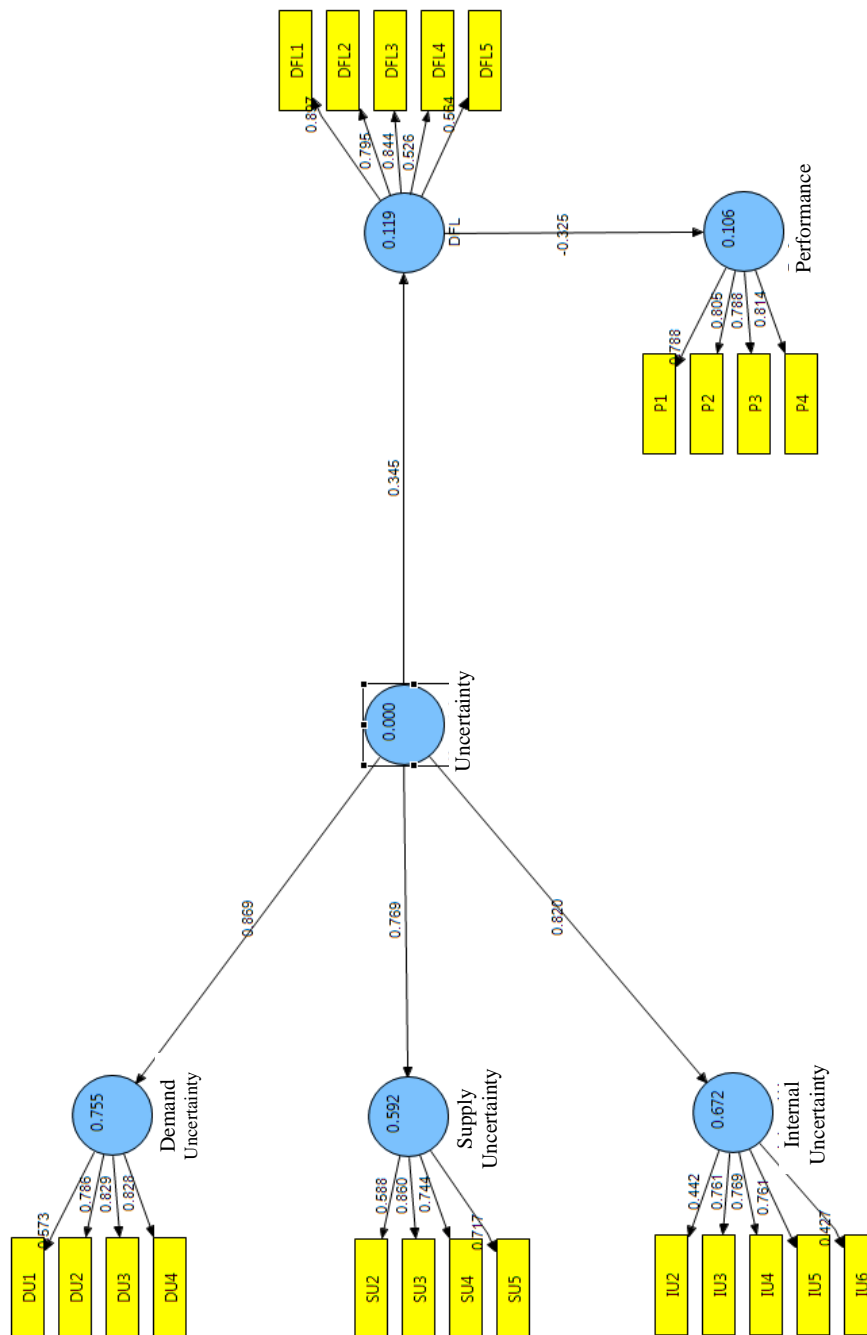 DFL1
DFL2
DFL3
DFL4
DFL5
0.795
0.844
0.526
0.564
0.119
DFL
-0.325
0.106
Performance
0.788
0.805
0.788
0.814
P1
P2
P3
P4
0.345
0.000
Uncertainty
0.869
0.769
0.820
0.755
Demand
Uncertainty
0.592
Supply
Uncertainty
0.672
Internal
Uncertainty
0.786
0.829
0.828
DU1
DU2
DU3
DU4
0.588
0.860
0.744
0.717
SU2
SU3
SU4
SU5
0.442
0.761
0.769
0.761
0.427
IU2
IU3
IU4
IU5
IU6